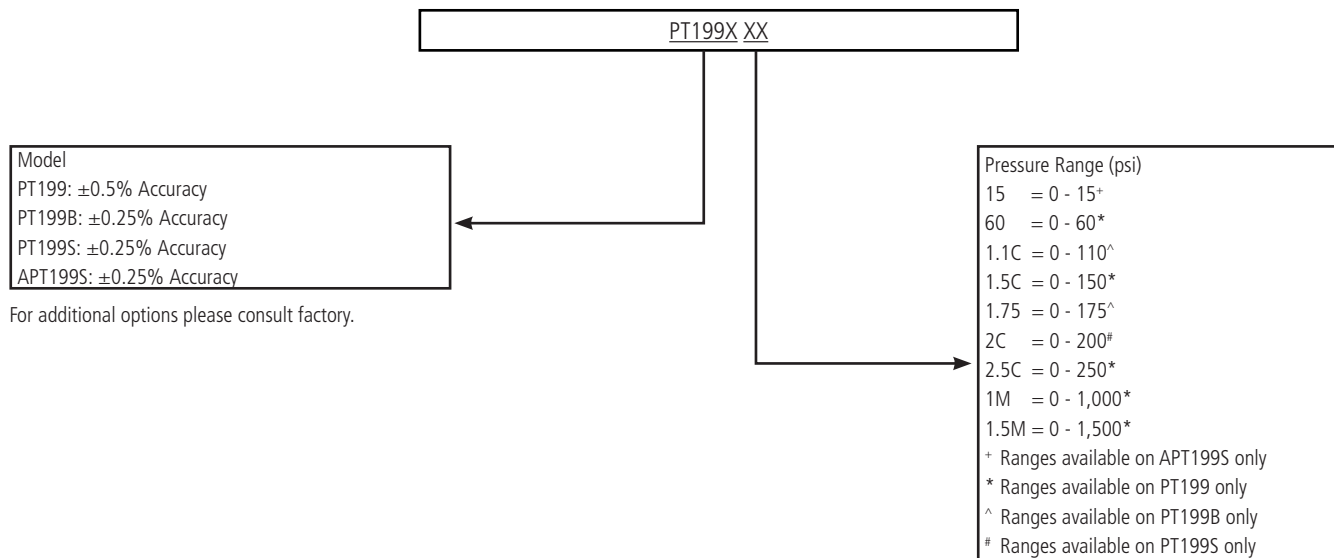 PT199X XX
Model
PT199: ±0.5% Accuracy
PT199B: ±0.25% Accuracy
PT199S: ±0.25% Accuracy
APT199S: ±0.25% Accuracy
For additional options please consult factory.
Pressure Range (psi)
15 = 0 - 15⁺
60 = 0 - 60*
1.1C = 0 - 110^
1.5C = 0 - 150*
1.75 = 0 - 175^
2C = 0 - 200#
2.5C = 0 - 250*
1M = 0 - 1,000*
1.5M = 0 - 1,500*
⁺ Ranges available on APT199S only
* Ranges available on PT199 only
^ Ranges available on PT199B only
# Ranges available on PT199S only